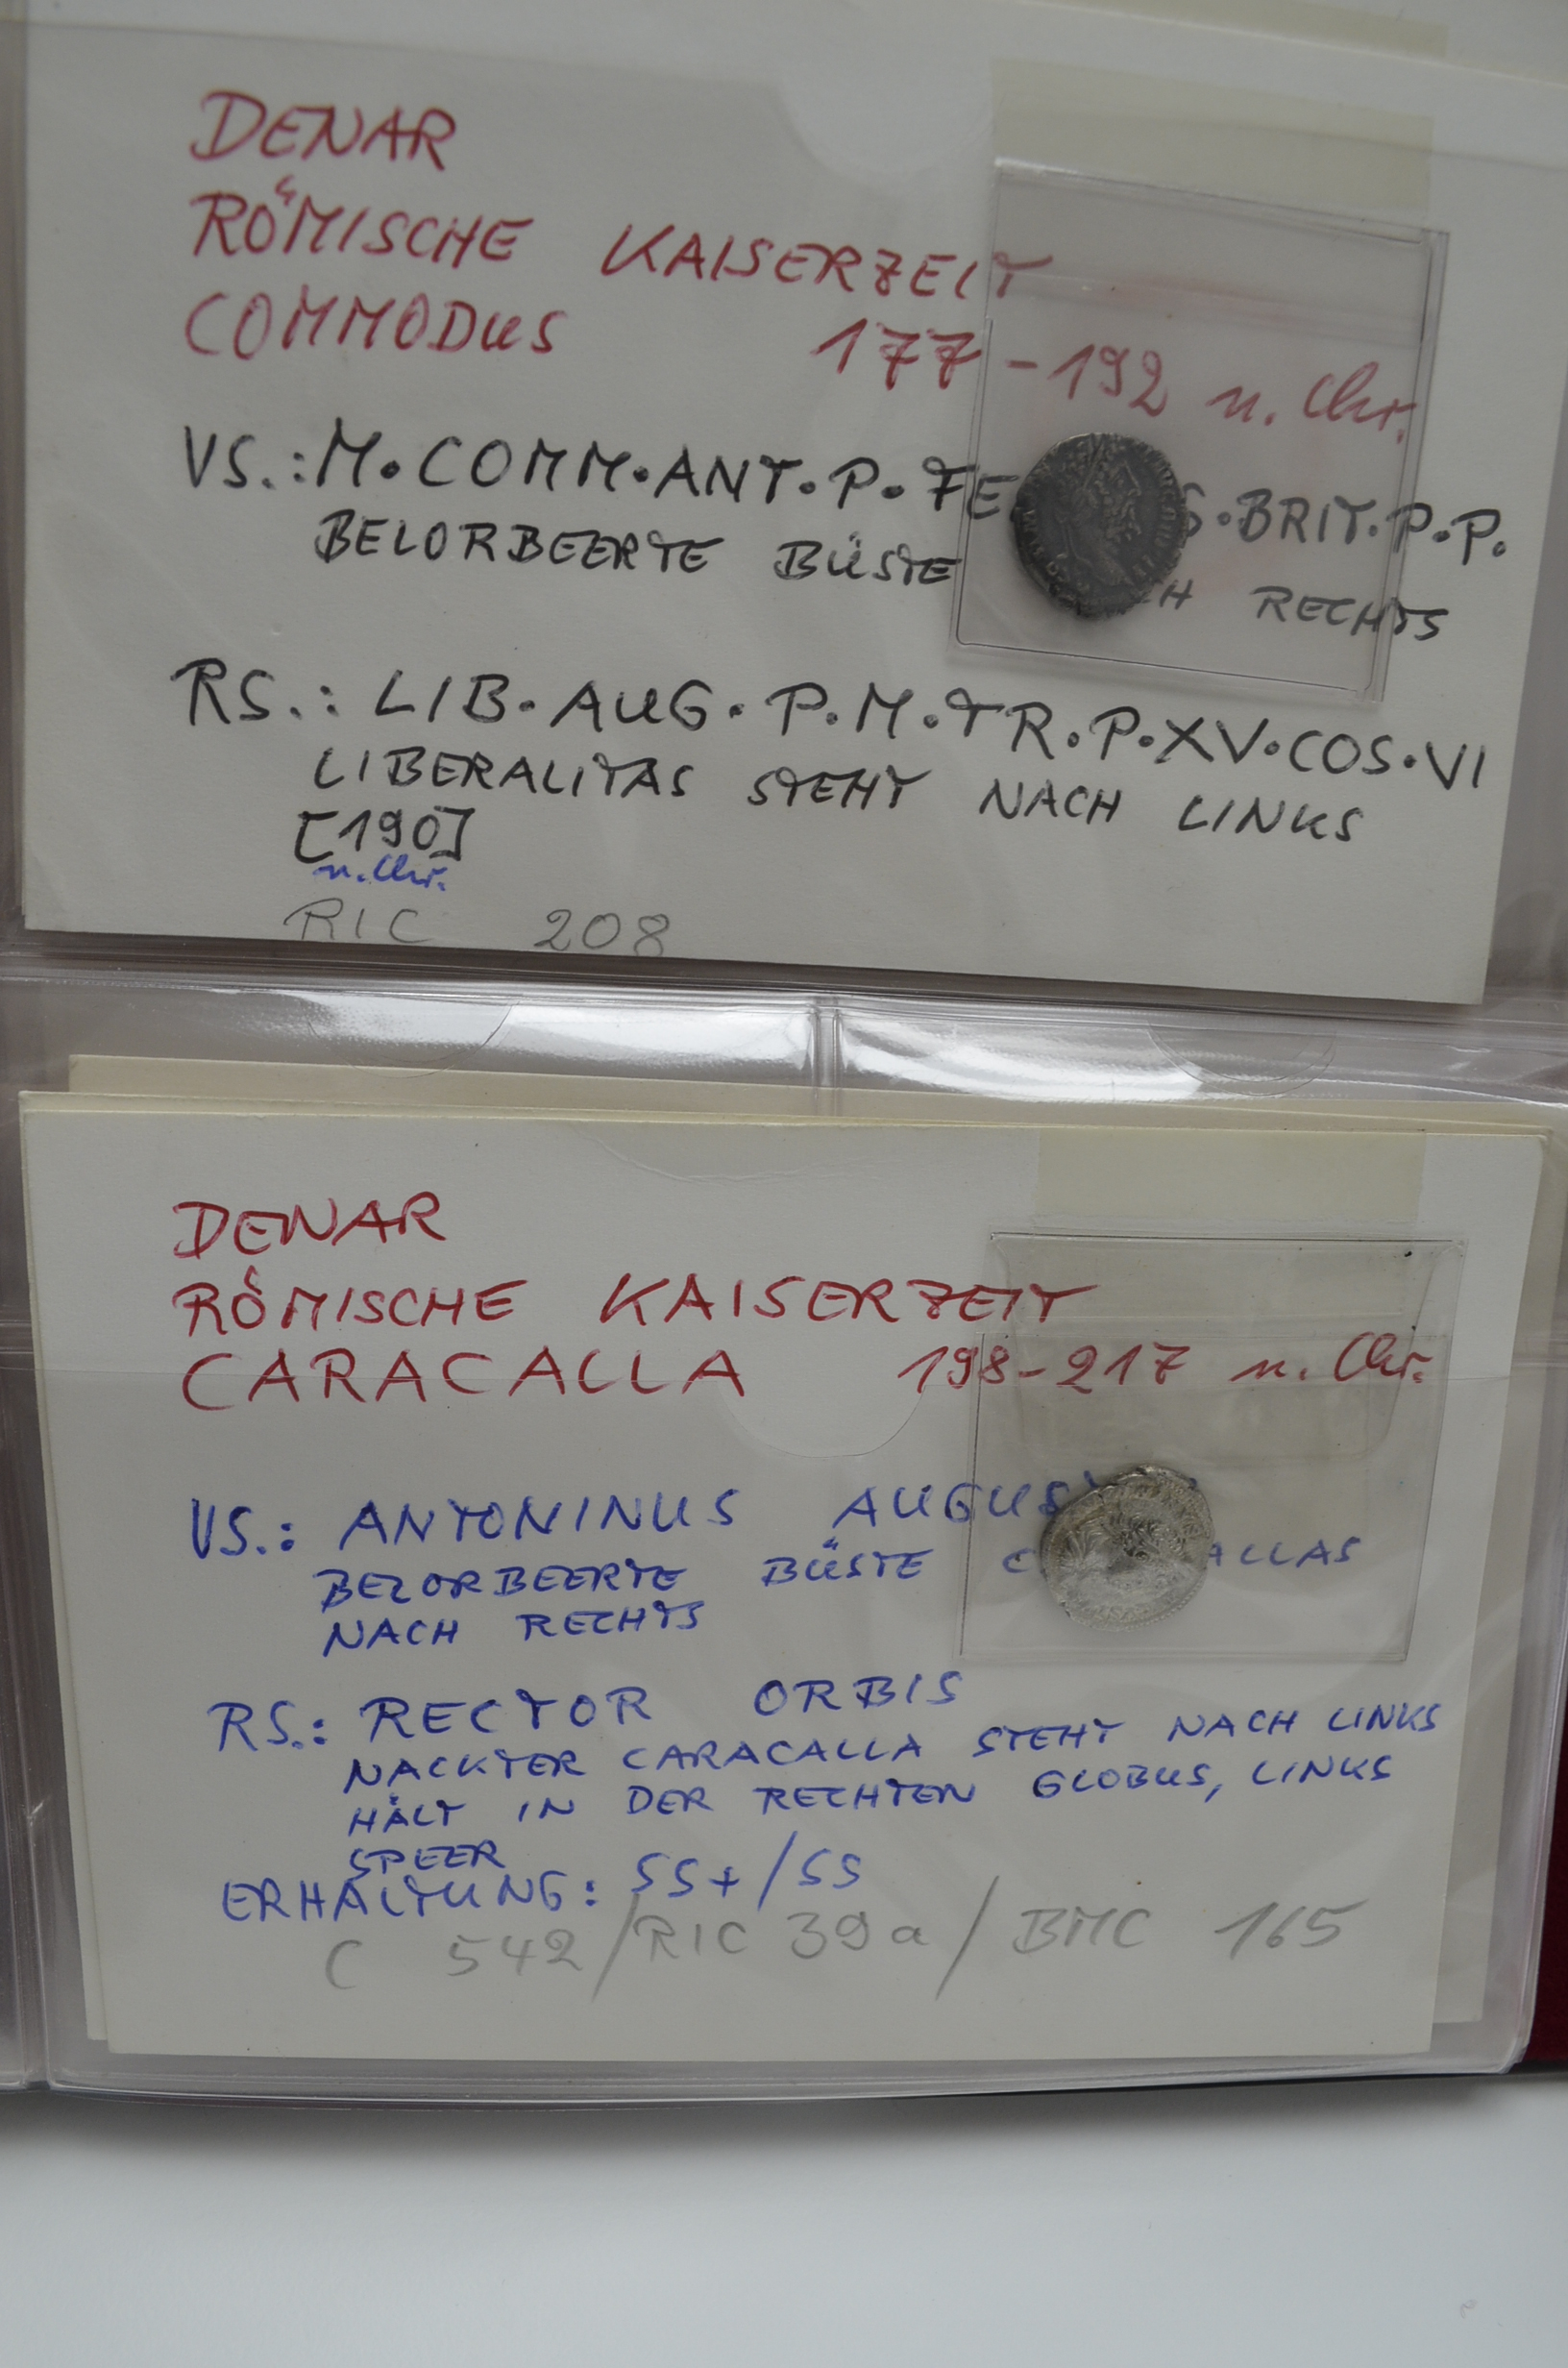 DENAR
RÖMISCHE KAISERZEIT
COMMODUS 177-192 n. Chr.
VS.: M. COMM. ANT. P. FE S. BRIT. P. P.
BELORBEERTE BÜSTE CH RECHTS
RS.: LIB. AUG. P. M. TR. P. XV. COS. VI
LIBERALITAS STEHT NACH LINKS
[190]
n. Chr.
RIC 208
DENAR
RÖMISCHE KAISERZEIT
CARACALLA 198-217 n. Chr.
VS.: ANTONINUS AUGUS
BELORBEERTE BÜSTE C ALLAS
NACH RECHTS
RS.: RECTOR ORBIS
NACKTER CARACALLA STEHT NACH LINKS
HÄLT IN DER RECHTEN GLOBUS, LINKS
SPEER
ERHALTUNG: SS+/SS
C 542/RIC 39a/BMC 165